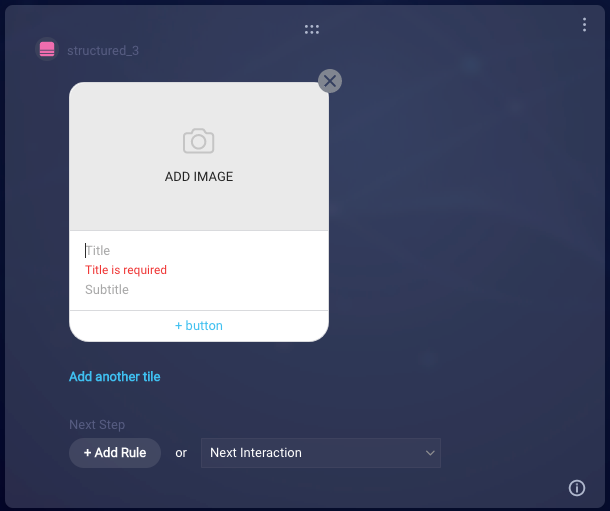 structured_3
ADD IMAGE
Title
Title is required
Subtitle
+ button
Add another tile
Next Step
+ Add Rule or Next Interaction